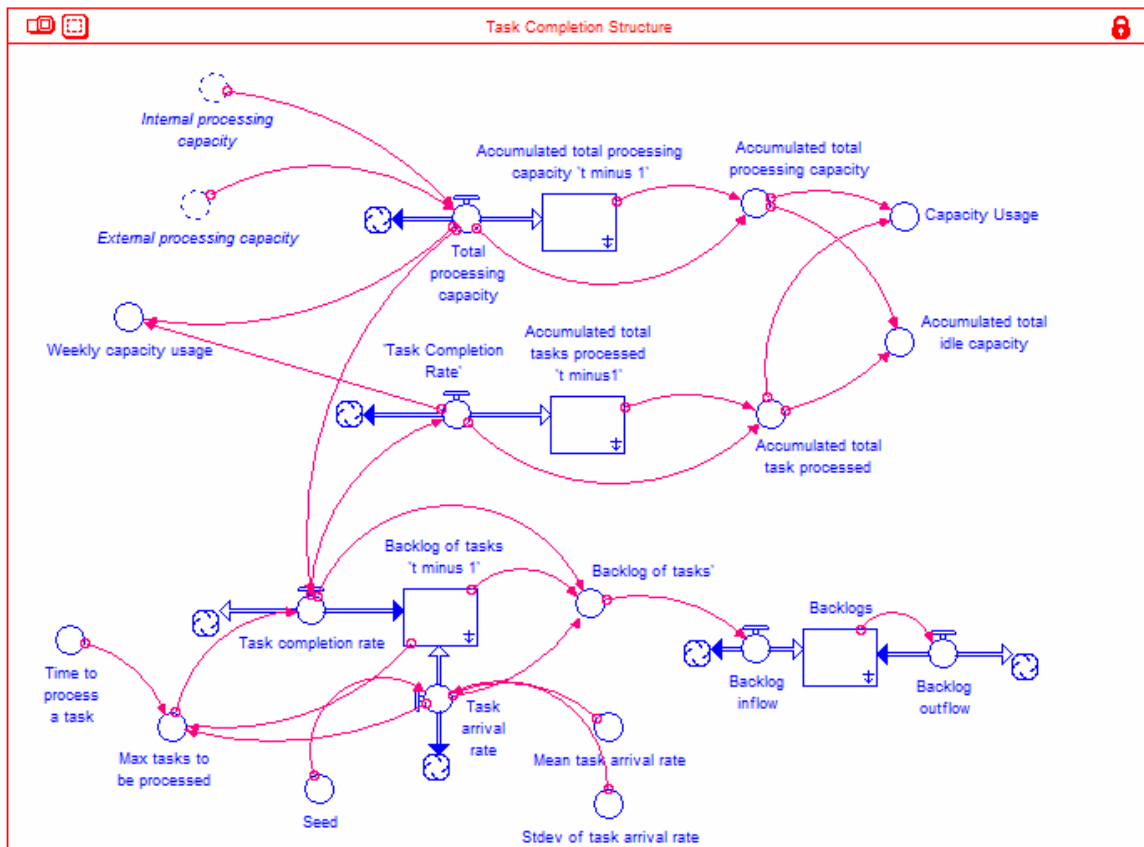 Task Completion Structure
Internal processing
capacity
External processing capacity
Accumulated total processing
capacity 't minus 1'
Accumulated total
processing capacity
Capacity Usage
Total
processing
capacity
Weekly capacity usage
'Task Completion
Rate'
Accumulated total
tasks processed
't minus1'
Accumulated total
idle capacity
Accumulated total
task processed
Backlog of tasks
't minus 1'
Backlog of tasks'
Backlogs
Task completion rate
Time to
process
a task
Max tasks to
be processed
Task
arrival
rate
Seed
Mean task arrival rate
Stdev of task arrival rate
Backlog
inflow
Backlog
outflow